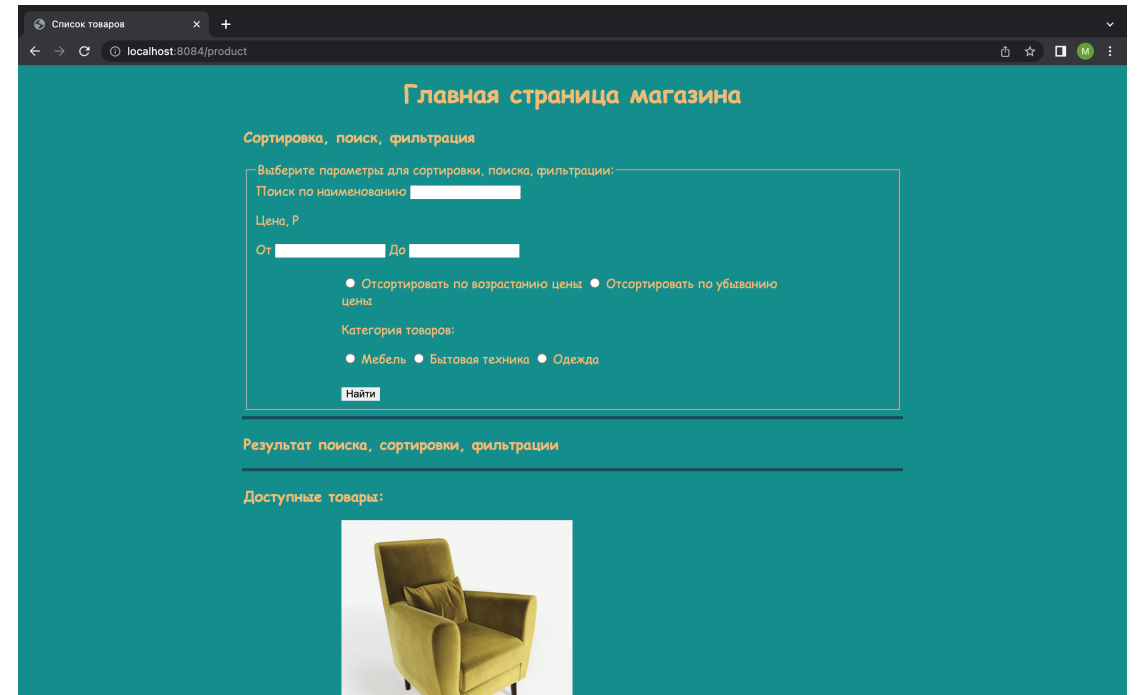 Список товаров
localhost:8084/product
M
Главная страница магазина
Сортировка, поиск, фильтрация
Выберите параметры для сортировки, поиска, фильтрации:
Поиск по наименованию
Цена, Р
От До
Отсортировать по возрастанию цены Отсортировать по убыванию
цены
Категория товаров:
Мебель Бытовая техника Одежда
Найти
Результат поиска, сортировки, фильтрации
Доступные товары: